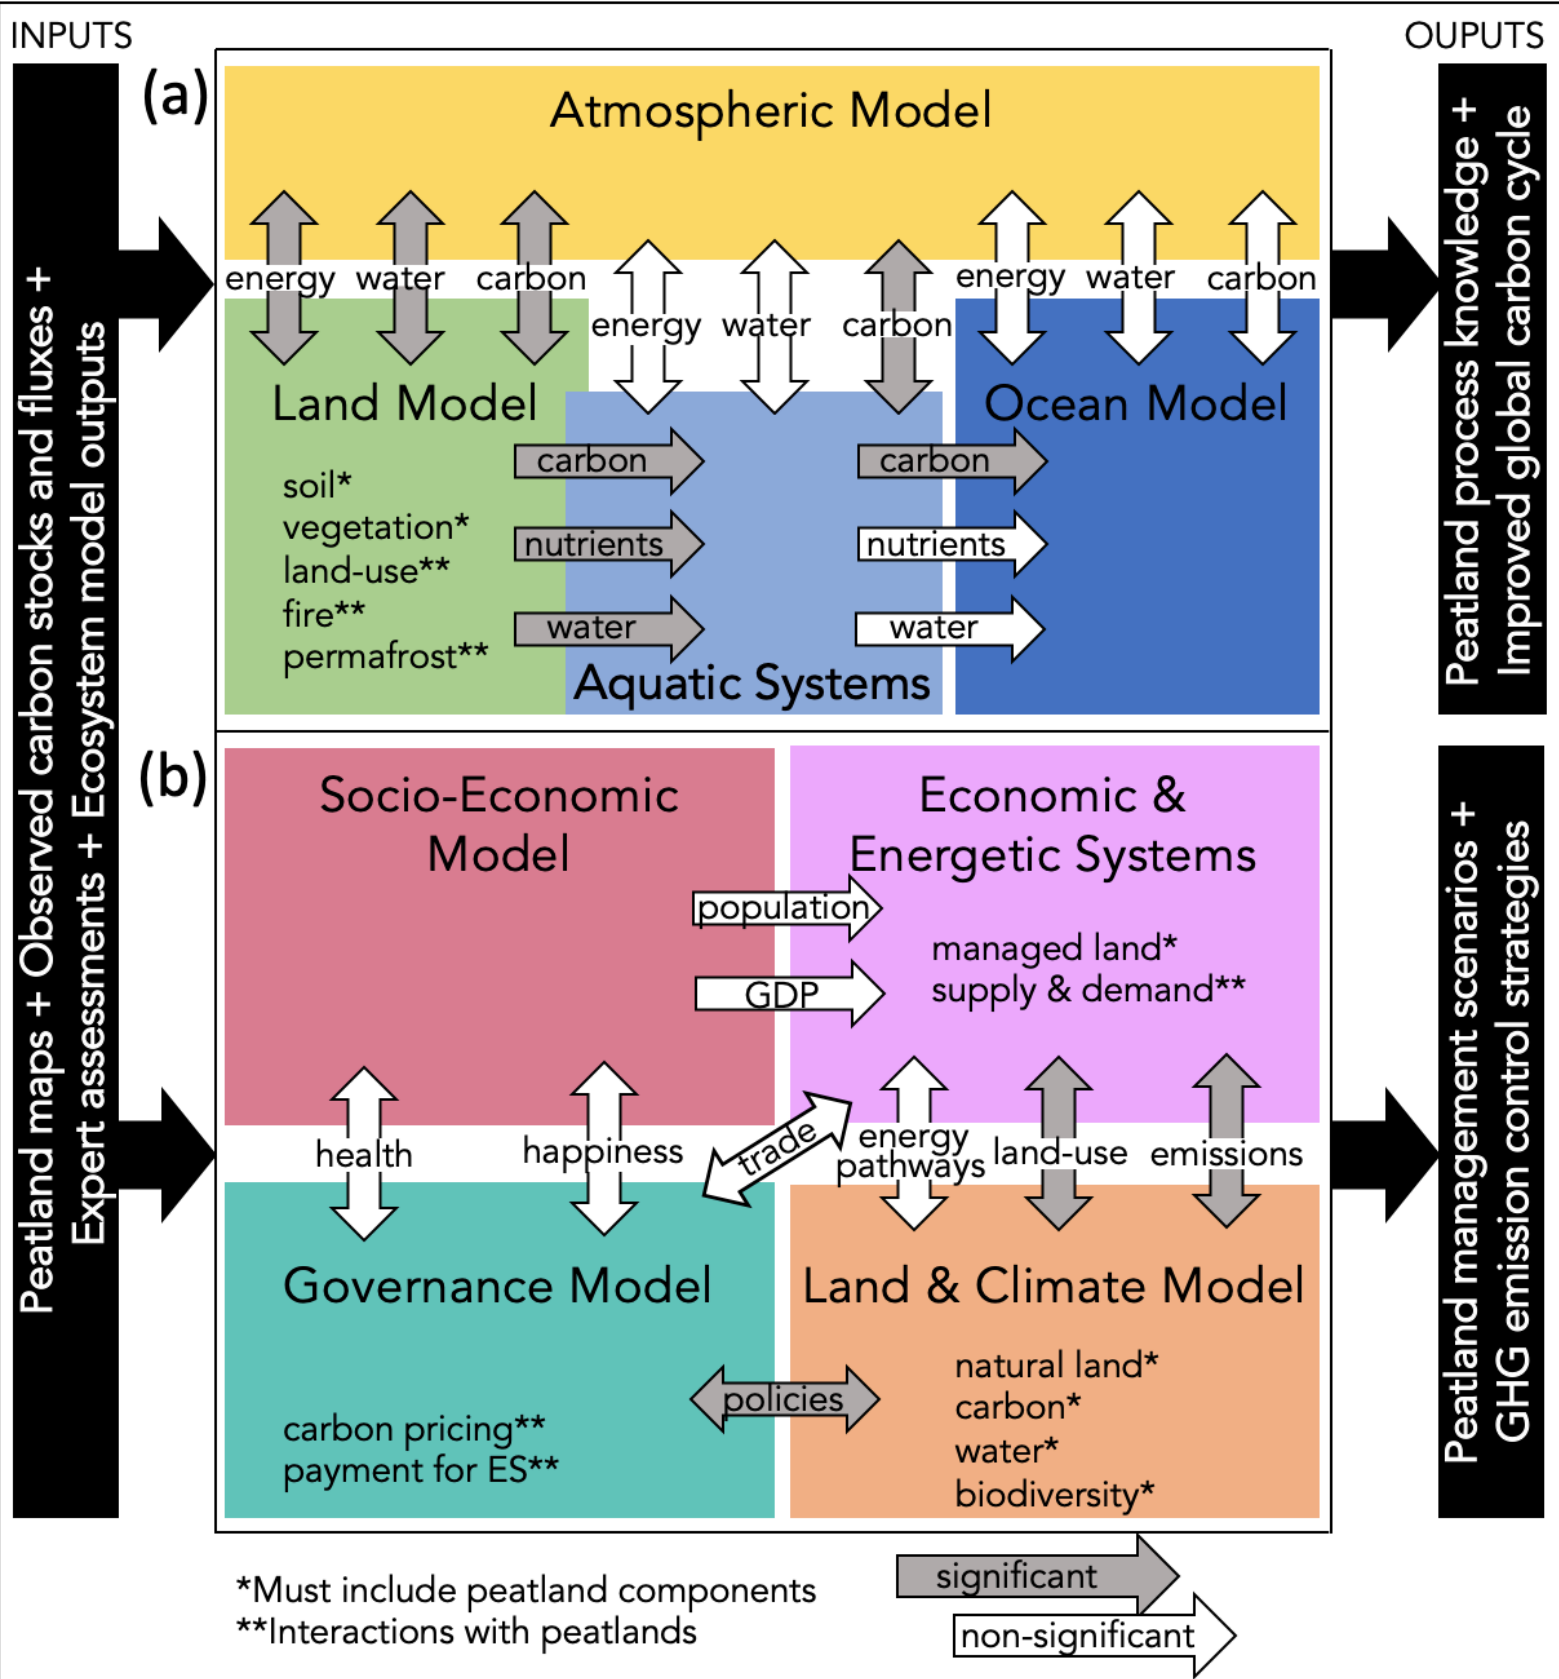 INPUTS
OUPUTS
Peatland maps + Observed carbon stocks and fluxes +
Expert assessments + Ecosystem model outputs
(a)
Atmospheric Model
energy
water
carbon
energy
water
carbon
energy
water
carbon
Land Model
Ocean Model
soil*
vegetation*
land-use**
fire**
permafrost**
carbon
nutrients
water
carbon
nutrients
water
Aquatic Systems
Peatland process knowledge +
Improved global carbon cycle
(b)
Socio-Economic
Model
Economic &
Energetic Systems
population
GDP
managed land*
supply & demand**
health
happiness
trade
energy
pathways
land-use
emissions
Governance Model
Land & Climate Model
carbon pricing**
payment for ES**
policies
natural land*
carbon*
water*
biodiversity*
Peatland management scenarios +
GHG emission control strategies
*Must include peatland components
**Interactions with peatlands
significant
non-significant